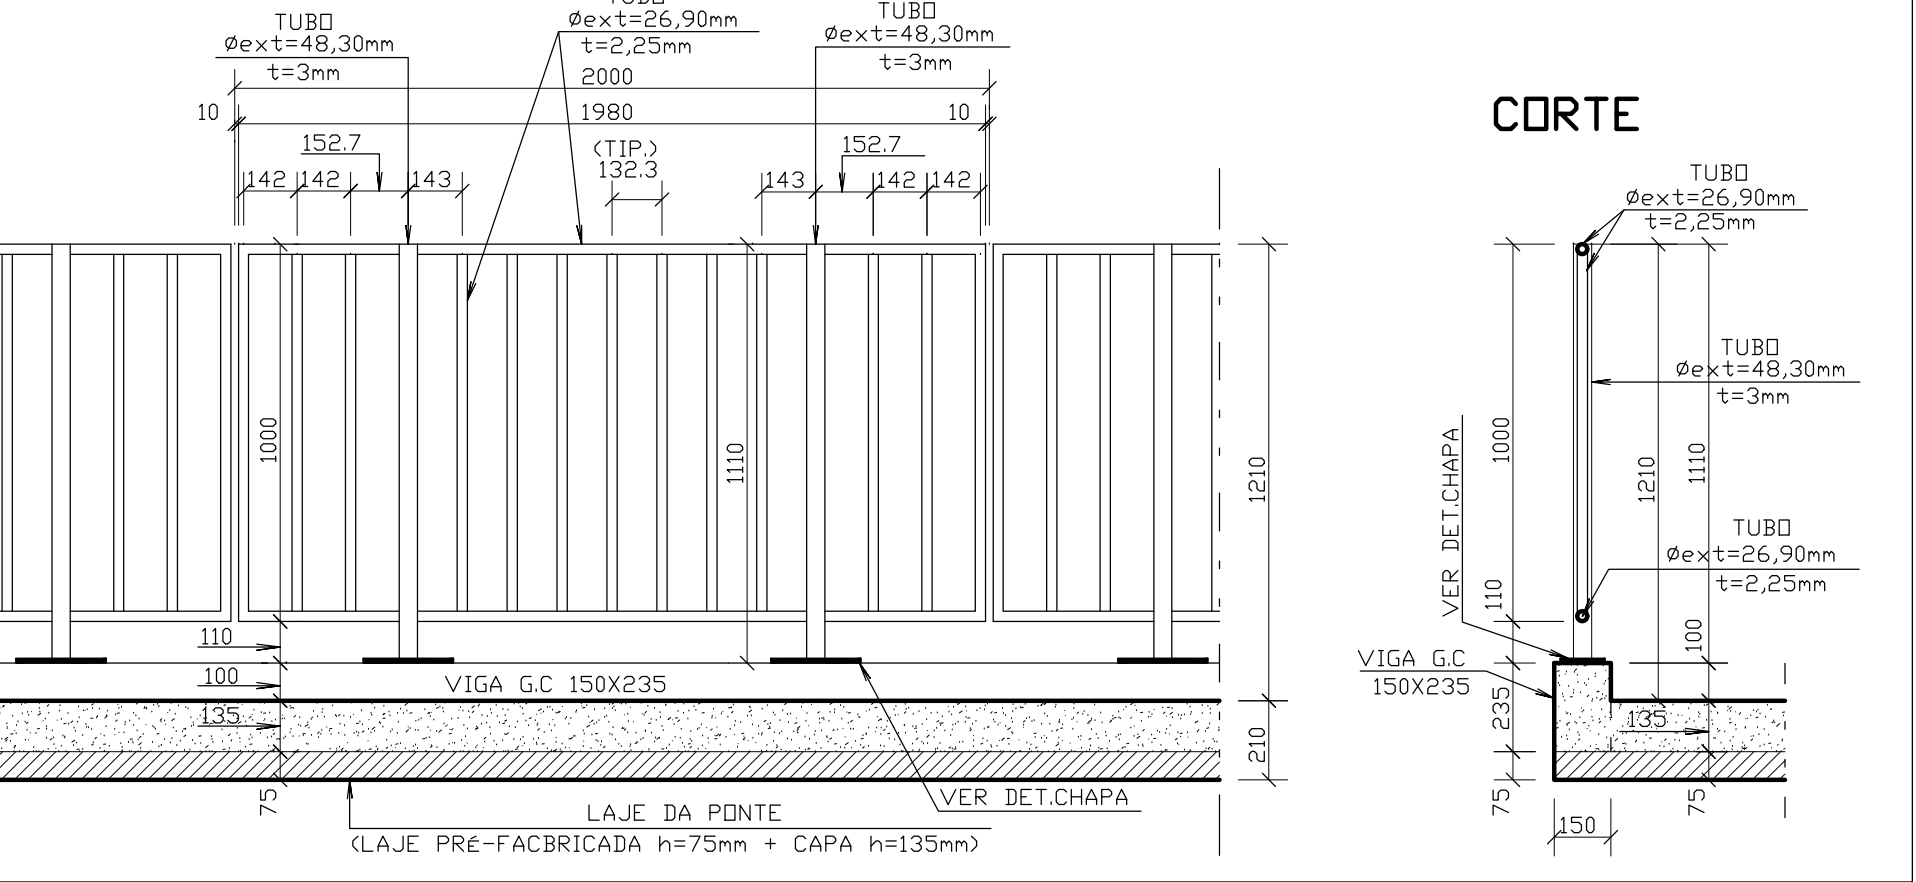 TUBO
Øext=48,30mm
t=3mm
TUBO
Øext=26,90mm
t=2,25mm
TUBO
Øext=48,30mm
t=3mm
2000
10
1980
10
152.7
(TIP.)
132.3
152.7
142
142
143
143
142
142
1000
1110
1210
110
100
VIGA G.C 150X235
135
75
210
VER DET.CHAPA
LAJE DA PONTE
(LAJE PRé-FACBRICADA h=75mm + CAPA h=135mm)
CORTE
TUBO
Øext=26,90mm
t=2,25mm
TUBO
Øext=48,30mm
t=3mm
1000
1210
1110
VER DET.CHAPA
TUBO
Øext=26,90mm
t=2,25mm
110
100
VIGA G.C
150X235
235
135
75
75
150